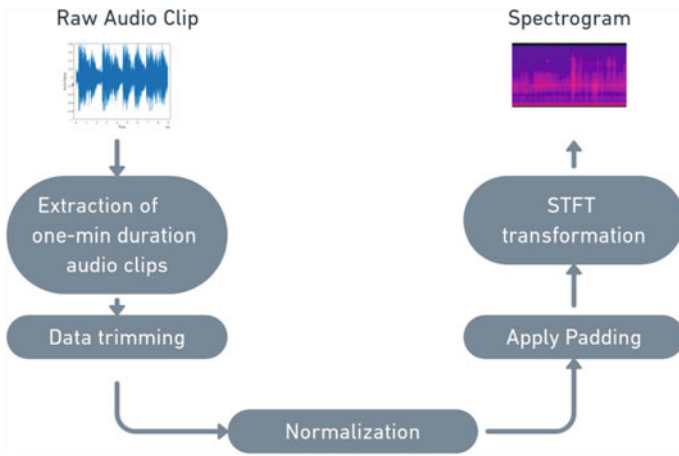 Raw Audio Clip
Extraction of
one-min duration
audio clips
Data trimming
Normalization
Apply Padding
STFT
transformation
Spectrogram